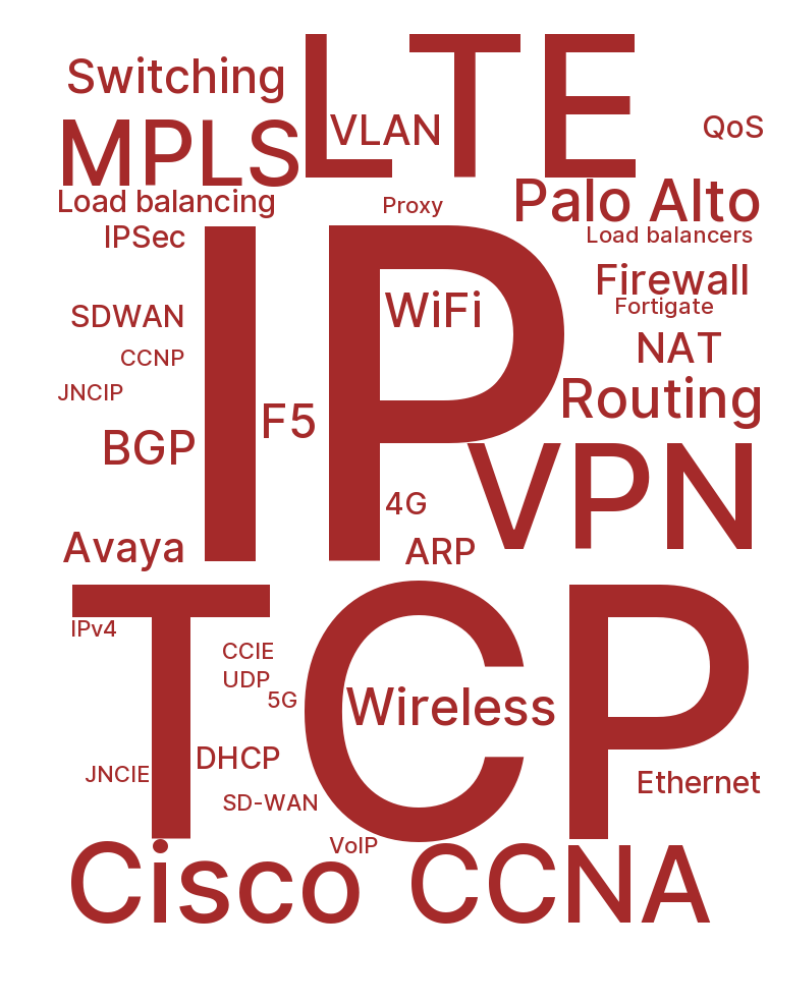 LTE
Switching
VLAN
QoS
MPLS
Palo Alto
Load balancing
Proxy
IPSec
Load balancers
IP
Firewall
WiFi
Fortigate
SDWAN
NAT
CCNP
JNCIP
Routing
F5
BGP
VPN
4G
Avaya
ARP
TCP
IPv4
CCIE
UDP
5G
Wireless
DHCP
JNCIE
Ethernet
SD-WAN
VoIP
Cisco
CCNA